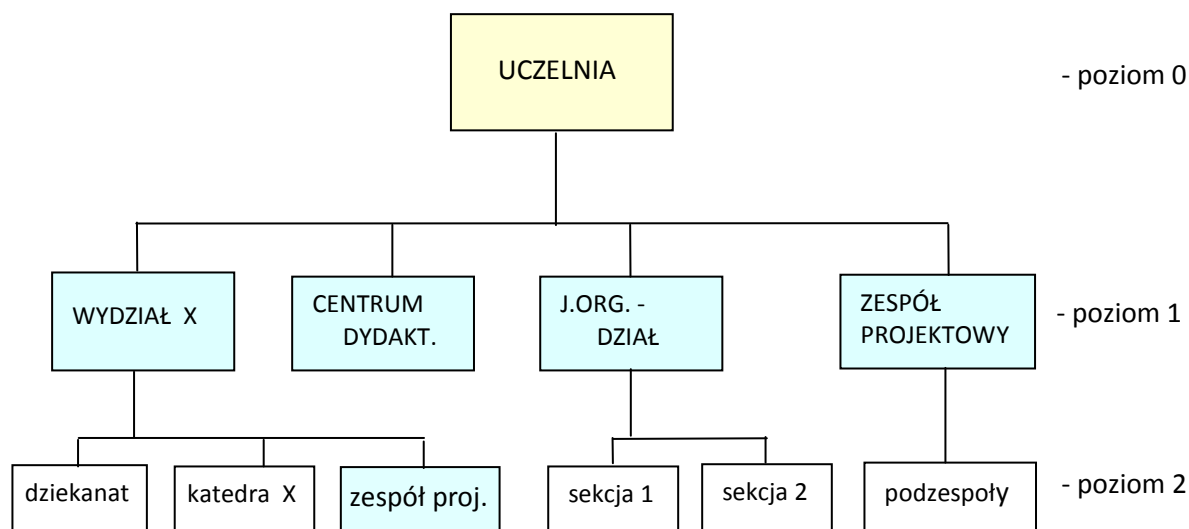 UCZELNIA
- poziom 0
WYDZIAŁ X
CENTRUM
DYDAKT.
J.ORG. -
DZIAŁ
ZESPÓŁ
PROJEKTOWY
- poziom 1
dziekanat
katedra X
zespół proj.
sekcja 1
sekcja 2
podzespoły
- poziom 2